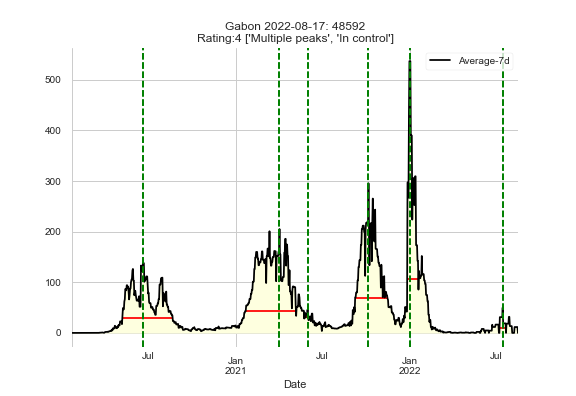 Gabon 2022-08-17: 48592
Rating:4 ['Multiple peaks', 'In control']
Average-7d
500
400
300
200
100
0
Jul
Jan
2021
Jul
Jan
2022
Jul
Date